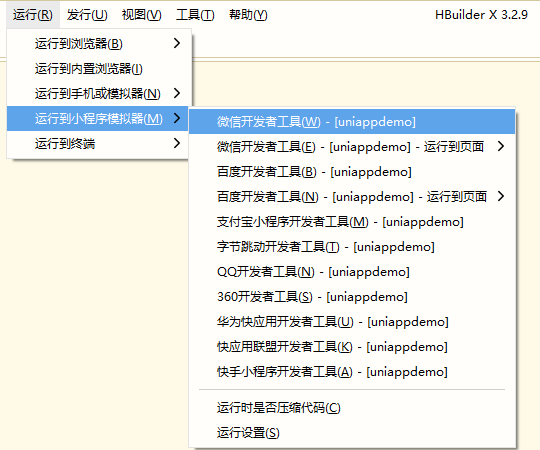 运行(R) 发行(U) 视图(V) 工具(T) 帮助(Y) HBuilder X 3.2.9
运行到浏览器(B)
运行到内置浏览器(I)
运行到手机或模拟器(N)
运行到小程序模拟器(M)
运行到终端
微信开发者工具(W) - [uniappdemo]
微信开发者工具(E) - [uniappdemo] - 运行到页面
百度开发者工具(B) - [uniappdemo]
百度开发者工具(N) - [uniappdemo] - 运行到页面
支付宝小程序开发者工具(M) - [uniappdemo]
字节跳动开发者工具(T) - [uniappdemo]
QQ开发者工具(N) - [uniappdemo]
360开发者工具(S) - [uniappdemo]
华为快应用开发者工具(U) - [uniappdemo]
快应用联盟开发者工具(K) - [uniappdemo]
快手小程序开发者工具(A) - [uniappdemo]
运行时是否压缩代码(C)
运行设置(S)